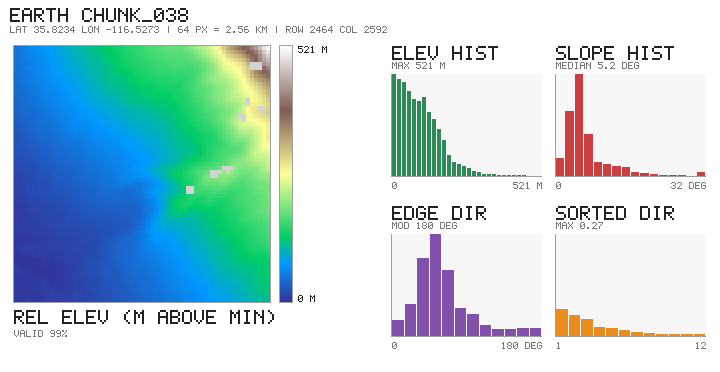 EARTH CHUNK_038
LAT 35.8234 LON -116.5273 | 64 PX = 2.56 KM | ROW 2464 COL 2592
521 M
0 M
REL ELEV (M ABOVE MIN)
VALID 99%
ELEV HIST
MAX 521 M
0 521 M
SLOPE HIST
MEDIAN 5.2 DEG
0 32 DEG
EDGE DIR
MOD 180 DEG
0 180 DEG
SORTED DIR
MAX 0.27
1 12